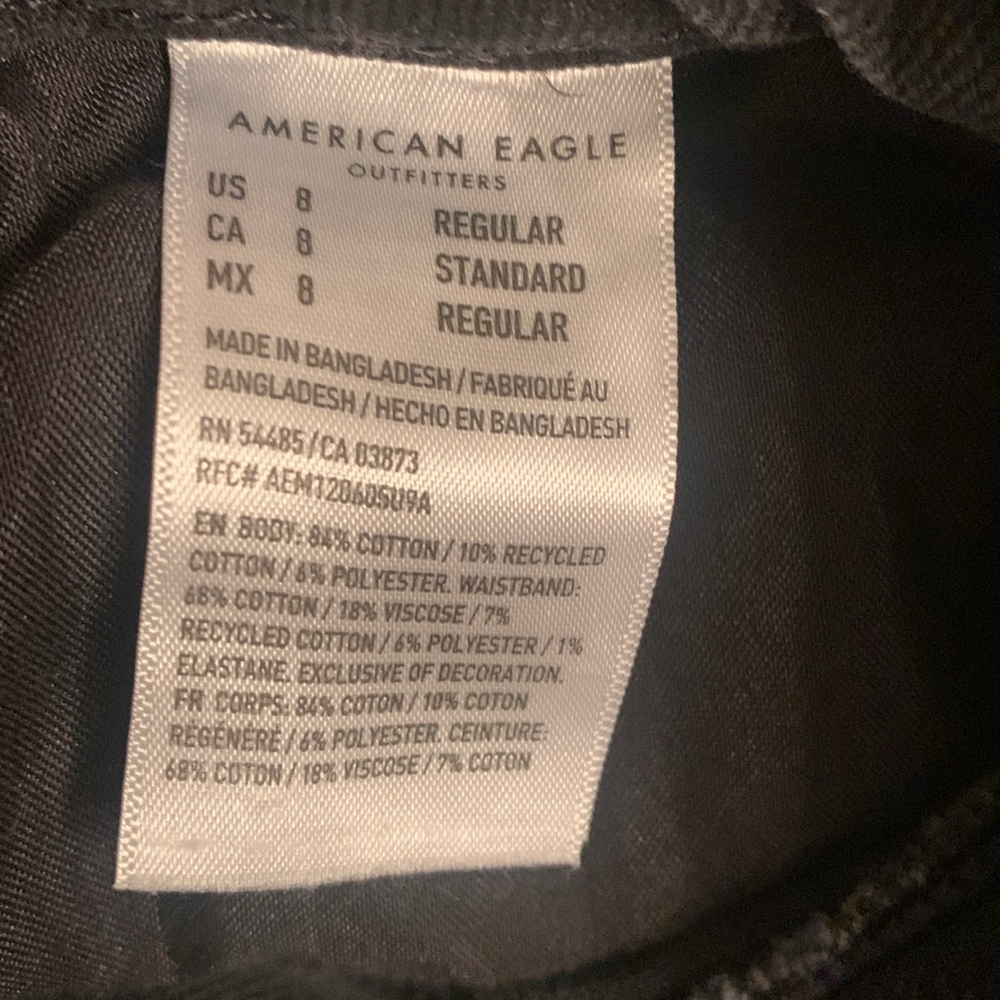 AMERICAN EAGLE
OUTFITTERS
US 8 REGULAR
CA 8 STANDARD
MX 8 REGULAR
MADE IN BANGLADESH / FABRIQUÉ AU
BANGLADESH / HECHO EN BANGLADESH
RN 54485 / CA 03873
RFC# AEM120605U9A
EN BODY: 84% COTTON / 10% RECYCLED
COTTON / 6% POLYESTER. WAISTBAND:
68% COTTON / 18% VISCOSE / 7%
RECYCLED COTTON / 6% POLYESTER / 1%
ELASTANE. EXCLUSIVE OF DECORATION.
FR CORPS: 84% COTON / 10% COTON
RÉGÉNÉRÉ / 6% POLYESTER. CEINTURE:
68% COTON / 18% VISCOSE / 7% COTON